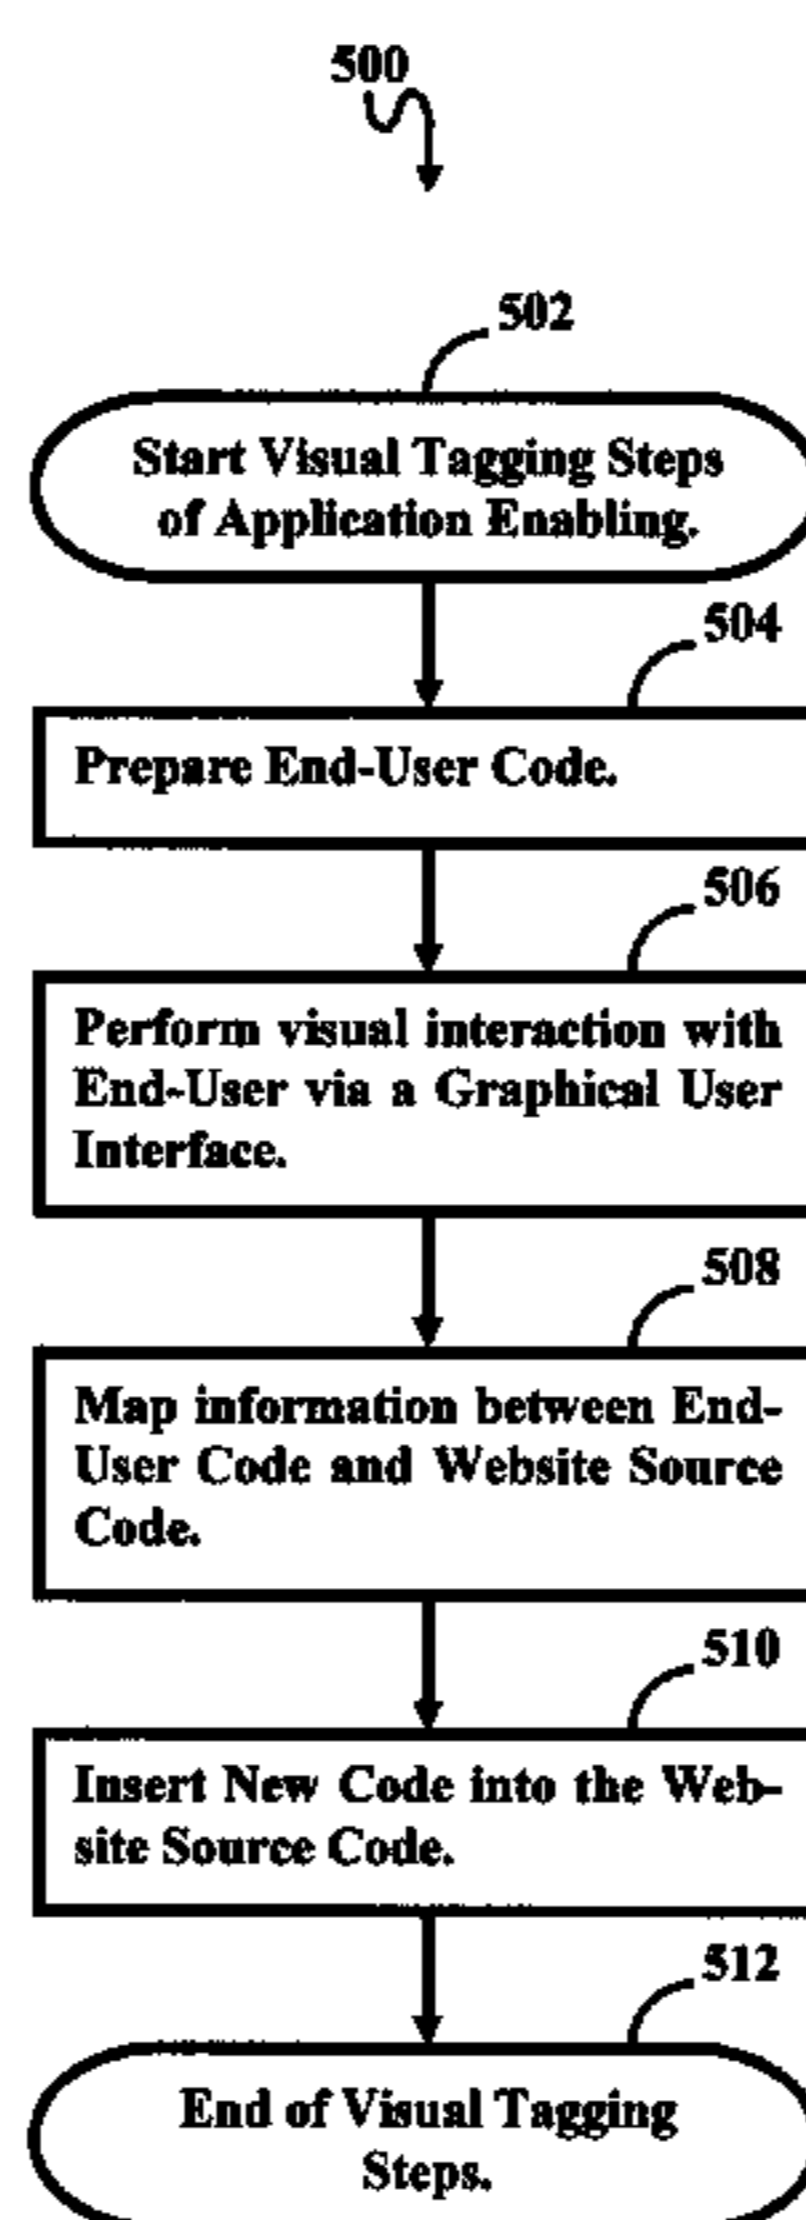 500
502
Start Visual Tagging Steps
of Application Enabling.
504
Prepare End-User Code.
506
Perform visual interaction with
End-User via a Graphical User
Interface.
508
Map information between End-
User Code and Website Source
Code.
510
Insert New Code into the Web-
site Source Code.
512
End of Visual Tagging
Steps.